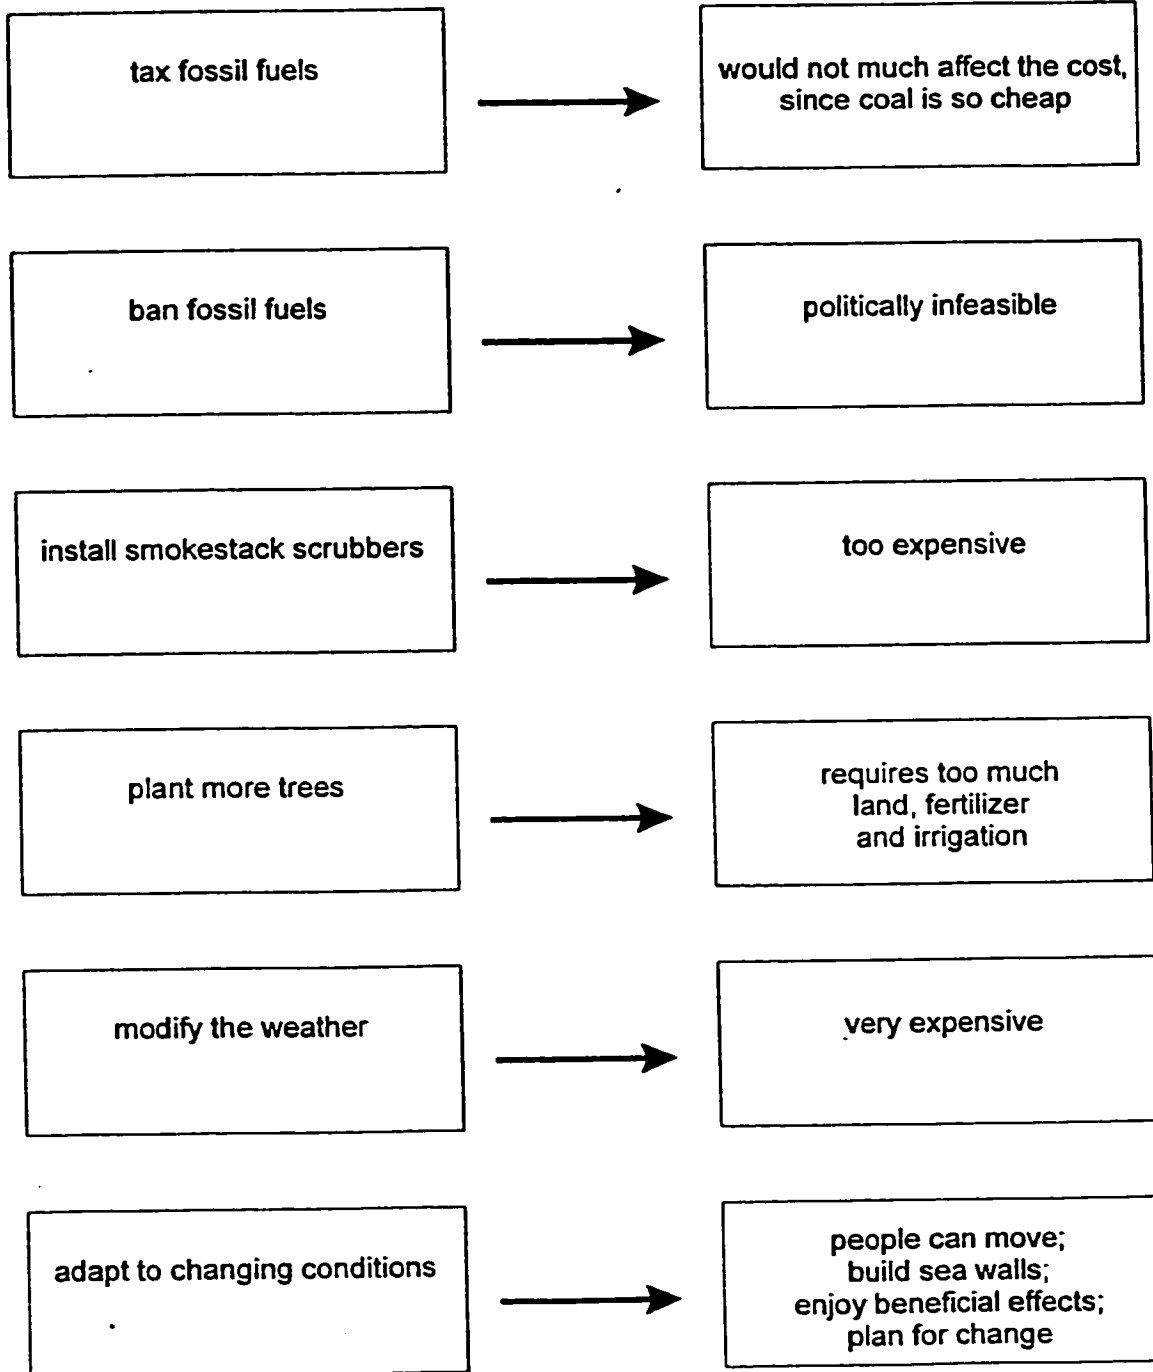 tax fossil fuels
would not much affect the cost,
since coal is so cheap
ban fossil fuels
politically infeasible
install smokestack scrubbers
too expensive
plant more trees
requires too much
land, fertilizer
and irrigation
modify the weather
very expensive
adapt to changing conditions
people can move;
build sea walls;
enjoy beneficial effects;
plan for change